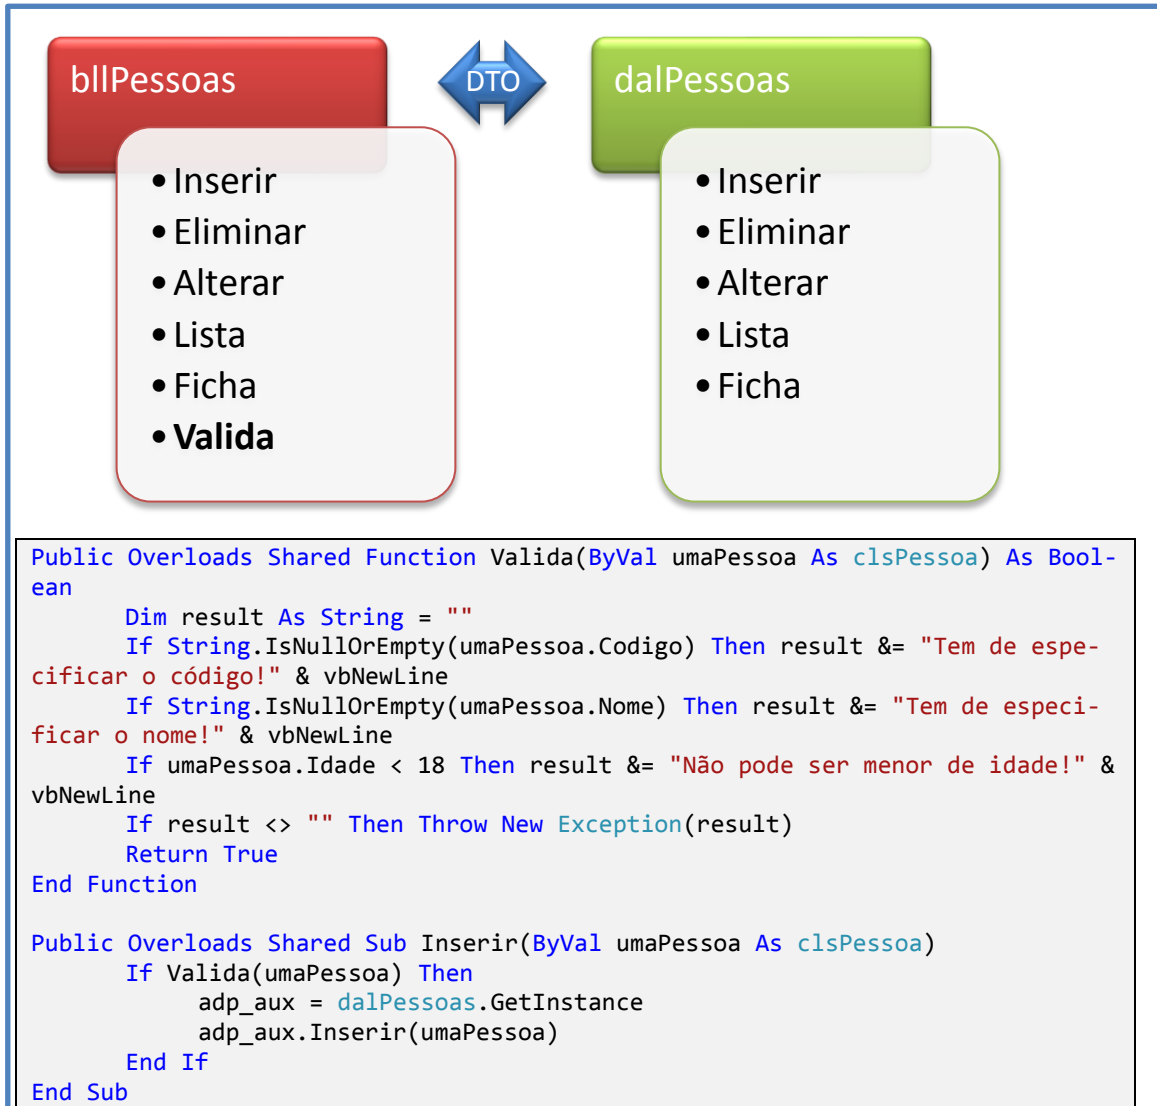 bllPessoas
• Inserir
• Eliminar
• Alterar
• Lista
• Ficha
• Valida
DTO
dalPessoas
• Inserir
• Eliminar
• Alterar
• Lista
• Ficha
Public Overloads Shared Function Valida(ByVal umaPessoa As clsPessoa) As Bool-
ean
Dim result As String = ""
If String.IsNullOrEmpty(umaPessoa.Codigo) Then result &= "Tem de espe-
cificar o código!" & vbNewLine
If String.IsNullOrEmpty(umaPessoa.Nome) Then result &= "Tem de especi-
ficar o nome!" & vbNewLine
If umaPessoa.Idade < 18 Then result &= "Não pode ser menor de idade!" &
vbNewLine
If result <> "" Then Throw New Exception(result)
Return True
End Function
Public Overloads Shared Sub Inserir(ByVal umaPessoa As clsPessoa)
If Valida(umaPessoa) Then
adp_aux = dalPessoas.GetInstance
adp_aux.Inserir(umaPessoa)
End If
End Sub